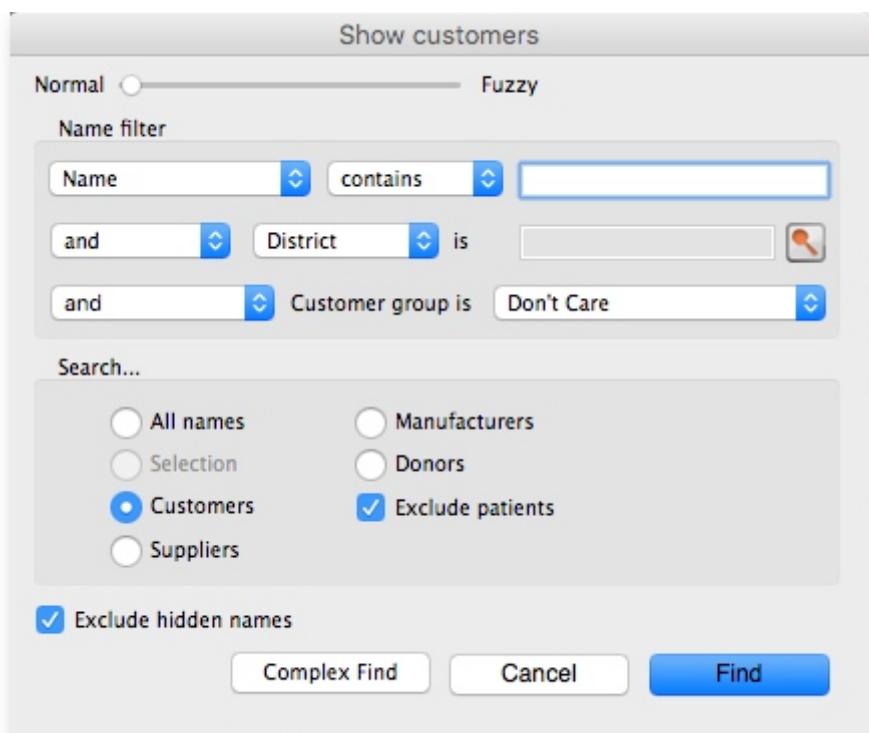 Show customers
Normal Fuzzy
Name filter
Name contains
and District is
and Customer group is Don't Care
Search...
All names Manufacturers
Selection Donors
Customers Exclude patients
Suppliers
Exclude hidden names
Complex Find Cancel Find